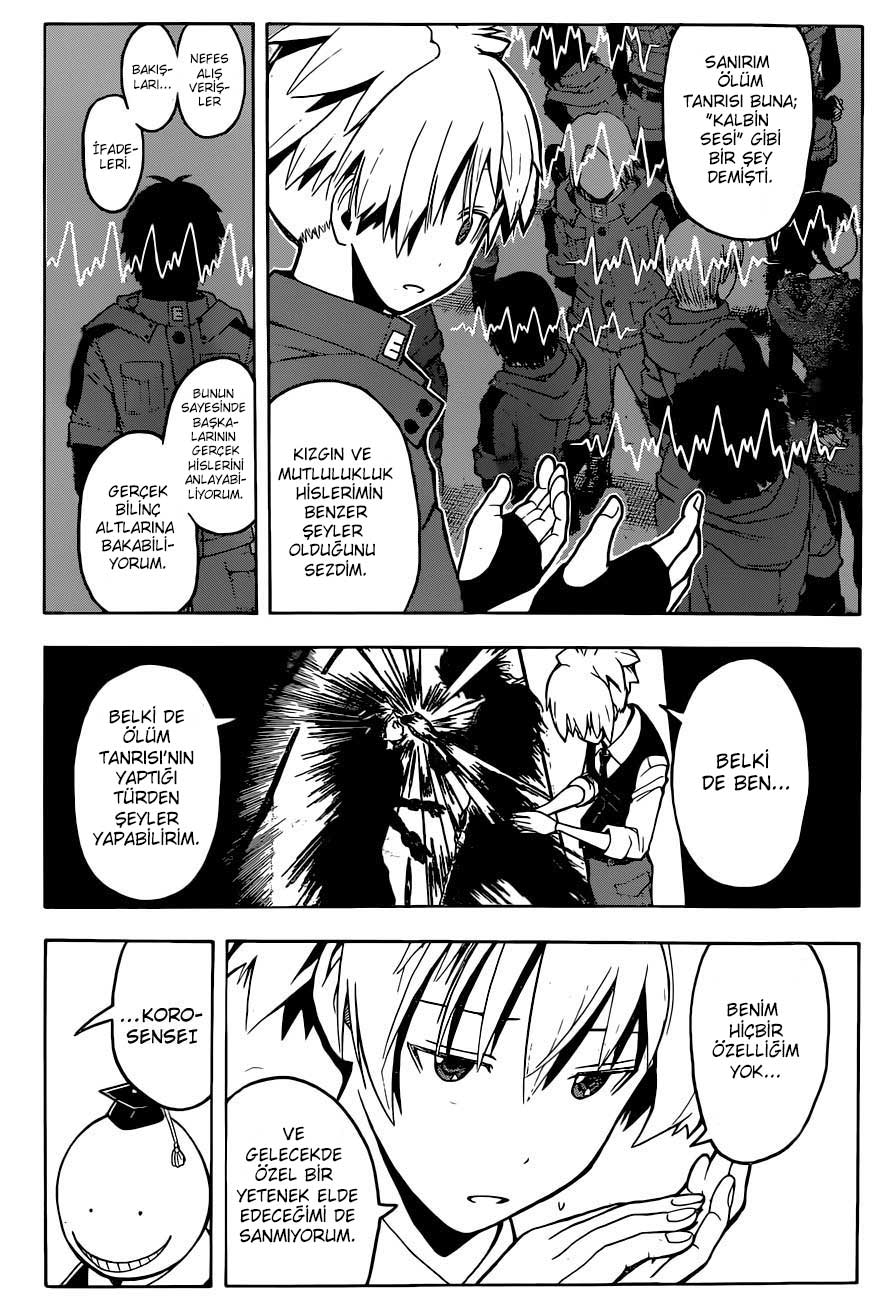 SANIRIM
ÖLÜM
TANRISI BUNA;
“KALBİN
SESİ” GİBİ
BİR ŞEY
DEMİŞTİ.
KIZGIN VE
MUTLULUKLUK
HİSLERİMİN
BENZER
ŞEYLER
OLDUĞUNU
SEZDİM.
E
NEFES
ALIŞ
VERİŞ-
LER
BAKIŞ-
LARI...
İFADE-
LERİ.
E
BUNUN
SAYESİNDE
BAŞKA-
LARININ
GERÇEK
HİSLERİNİ
ANLAYABİ-
LİYORUM.
GERÇEK
BİLİNÇ
ALTLARINA
BAKABİLİ-
YORUM.
BELKİ
DE BEN...
BELKİ DE
ÖLÜM
TANRISI’NIN
YAPTIĞI
TÜRDEN
ŞEYLER
YAPABİLİRİM.
BENİM
HİÇBİR
ÖZELLİĞİM
YOK...
VE
GELECEKDE
ÖZEL BİR
YETENEK ELDE
EDECEĞİMİ DE
SANMIYORUM.
...KORO-
SENSEI